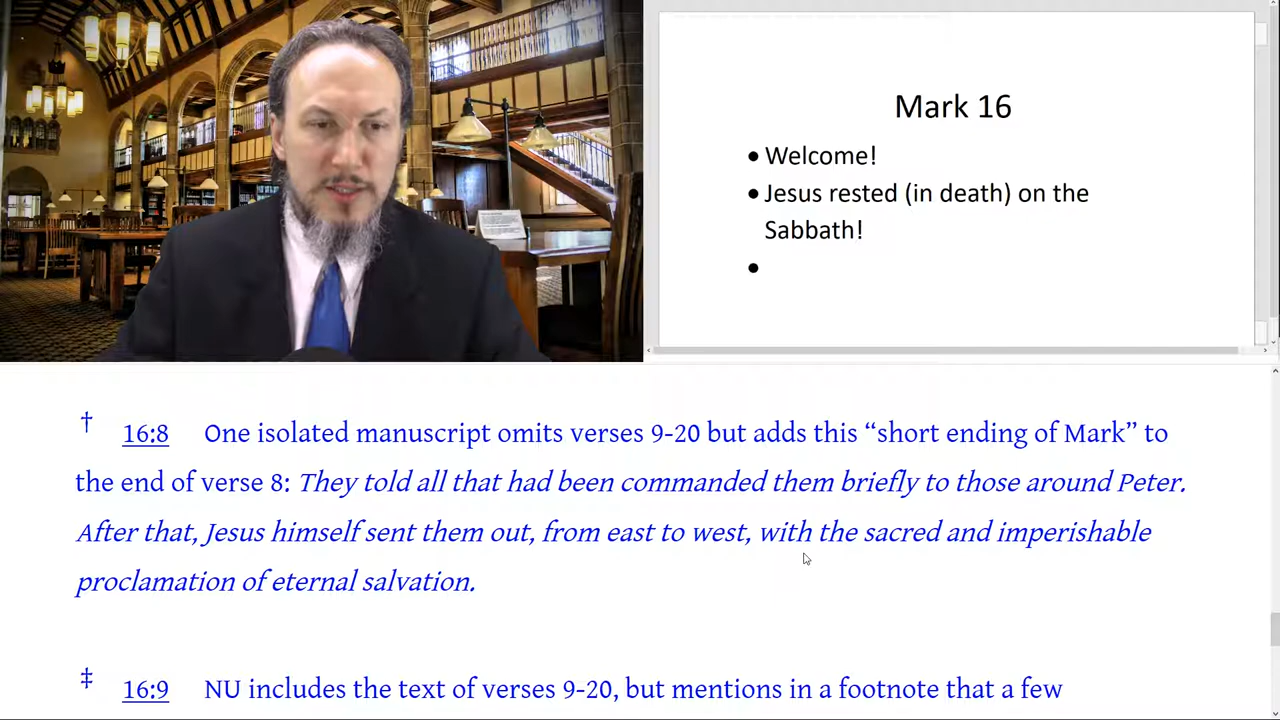 Mark 16
• Welcome!
• Jesus rested (in death) on the
Sabbath!
•
† 16:8 One isolated manuscript omits verses 9-20 but adds this “short ending of Mark” to
the end of verse 8: They told all that had been commanded them briefly to those around Peter.
After that, Jesus himself sent them out, from east to west, with the sacred and imperishable
proclamation of eternal salvation.
‡ 16:9 NU includes the text of verses 9-20, but mentions in a footnote that a few